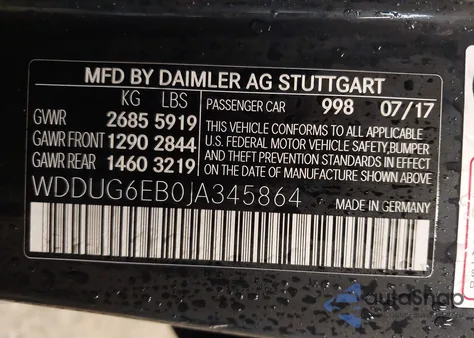 MFD BY DAIMLER AG STUTTGART
KG LBS
GVWR 2685 5919
GAWR FRONT 1290 2844
GAWR REAR 1460 3219
PASSENGER CAR 998 07/17
THIS VEHICLE CONFORMS TO ALL APPLICABLE
U.S. FEDERAL MOTOR VEHICLE SAFETY, BUMPER
AND THEFT PREVENTION STANDARDS IN EFFECT
ON THE DATE OF MANUFACTURE SHOWN ABOVE
WDDUG6EB0JA345864
MADE IN GERMANY
AutaShop